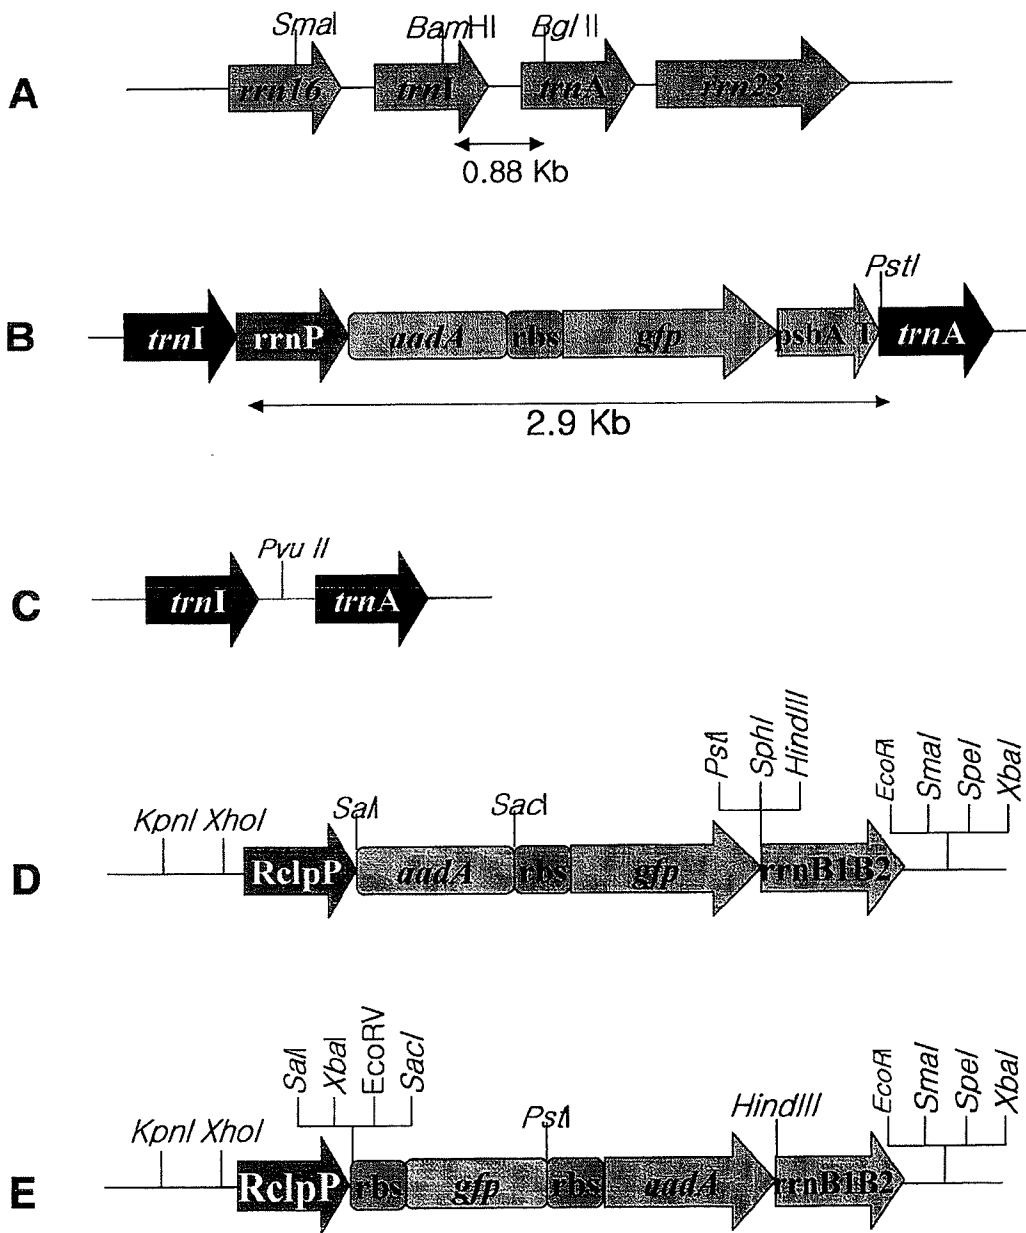 SmaI BamHI Bgl II
A rrn16 trnI trnA rrn23
0.88 Kb
PstI
B trnI rrnP aadA rbs gfp psbA T trnA
2.9 Kb
Pvu II
C trnI trnA
PstI SphI HindIII EcoRI SmaI SpeI XbaI
KpnI XhoI SalI SacI
D RclpP aadA rbs gfp rrnB1B2
SalI XbaI EcoRV SacI EcoRI SmaI SpeI XbaI
KpnI XhoI PstI HindIII
E RclpP rbs gfp rbs aadA rrnB1B2